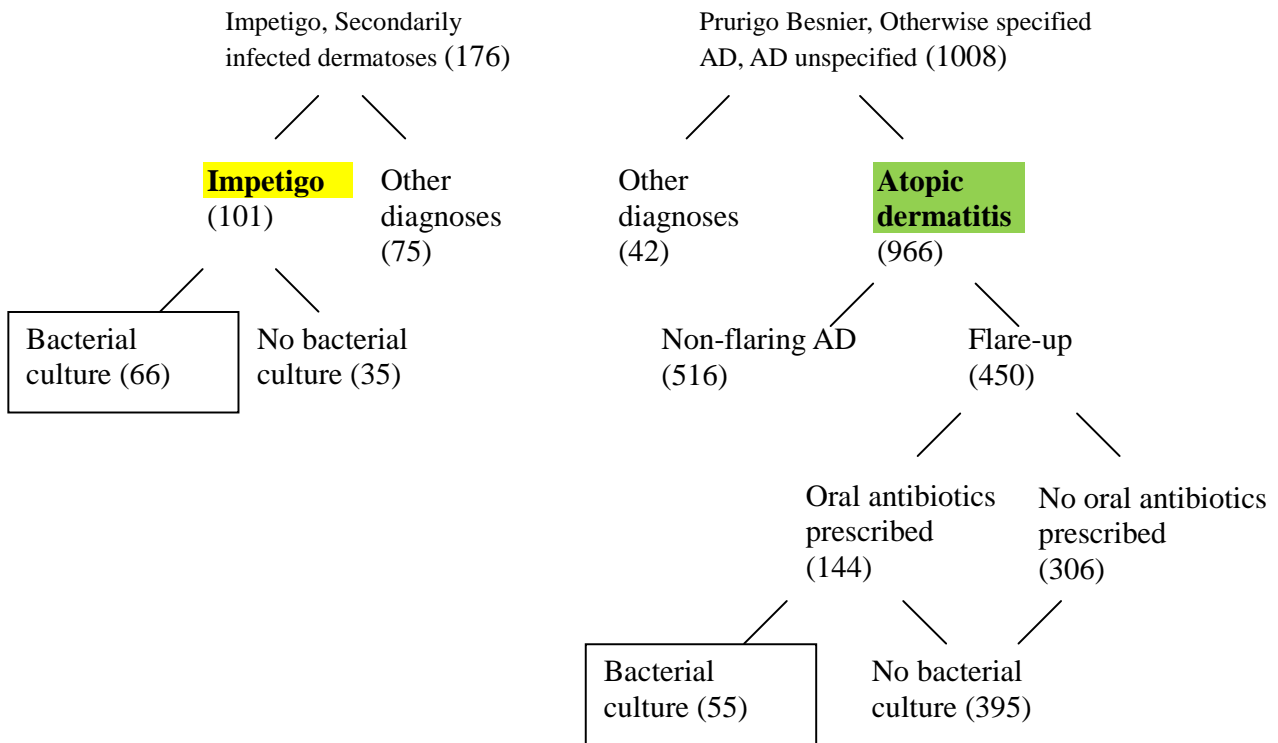 Impetigo, Secondarily
infected dermatoses (176)
Prurigo Besnier, Otherwise specified
AD, AD unspecified (1008)
Impetigo
(101)
Other
diagnoses
(75)
Other
diagnoses
(42)
Atopic
dermatitis
(966)
Bacterial
culture (66)
No bacterial
culture (35)
Non-flaring AD
(516)
Flare-up
(450)
Oral antibiotics
prescribed
(144)
No oral antibiotics
prescribed
(306)
Bacterial
culture (55)
No bacterial
culture (395)